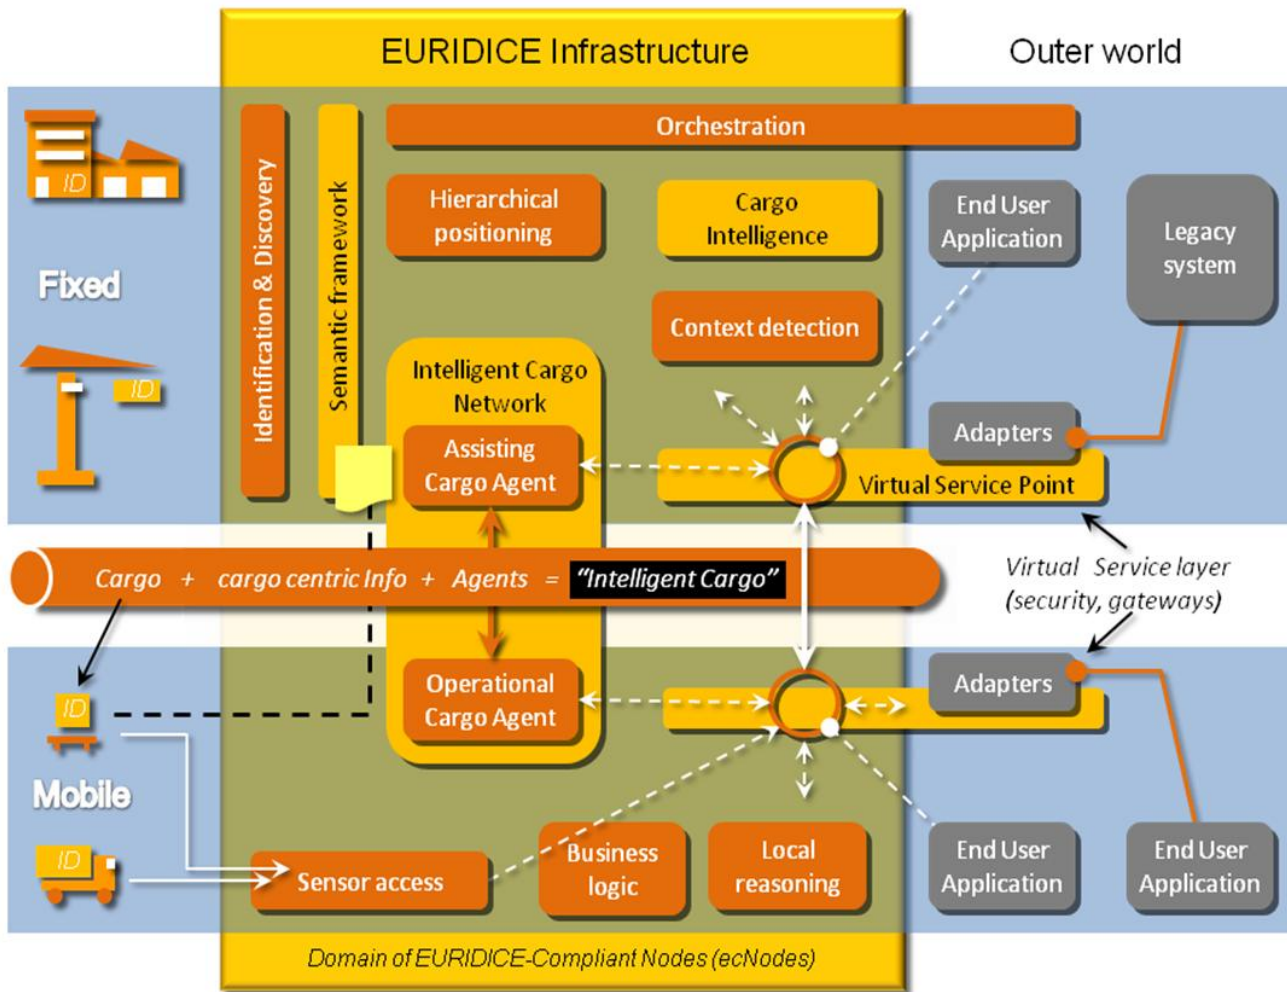 EURIDICE Infrastructure
Outer world
Orchestration
ID
Identification & Discovery
Semantic framework
Hierarchical
positioning
Cargo
Intelligence
End User
Application
Legacy
system
Fixed
Context detection
ID
Intelligent Cargo
Network
Assisting
Cargo Agent
Adapters
Virtual Service Point
Cargo + cargo centric Info + Agents = "Intelligent Cargo"
Virtual Service layer
(security, gateways)
Operational
Cargo Agent
Adapters
ID
Mobile
ID
Sensor access
Business
logic
Local
reasoning
End User
Application
End User
Application
Domain of EURIDICE-Compliant Nodes (ecNodes)